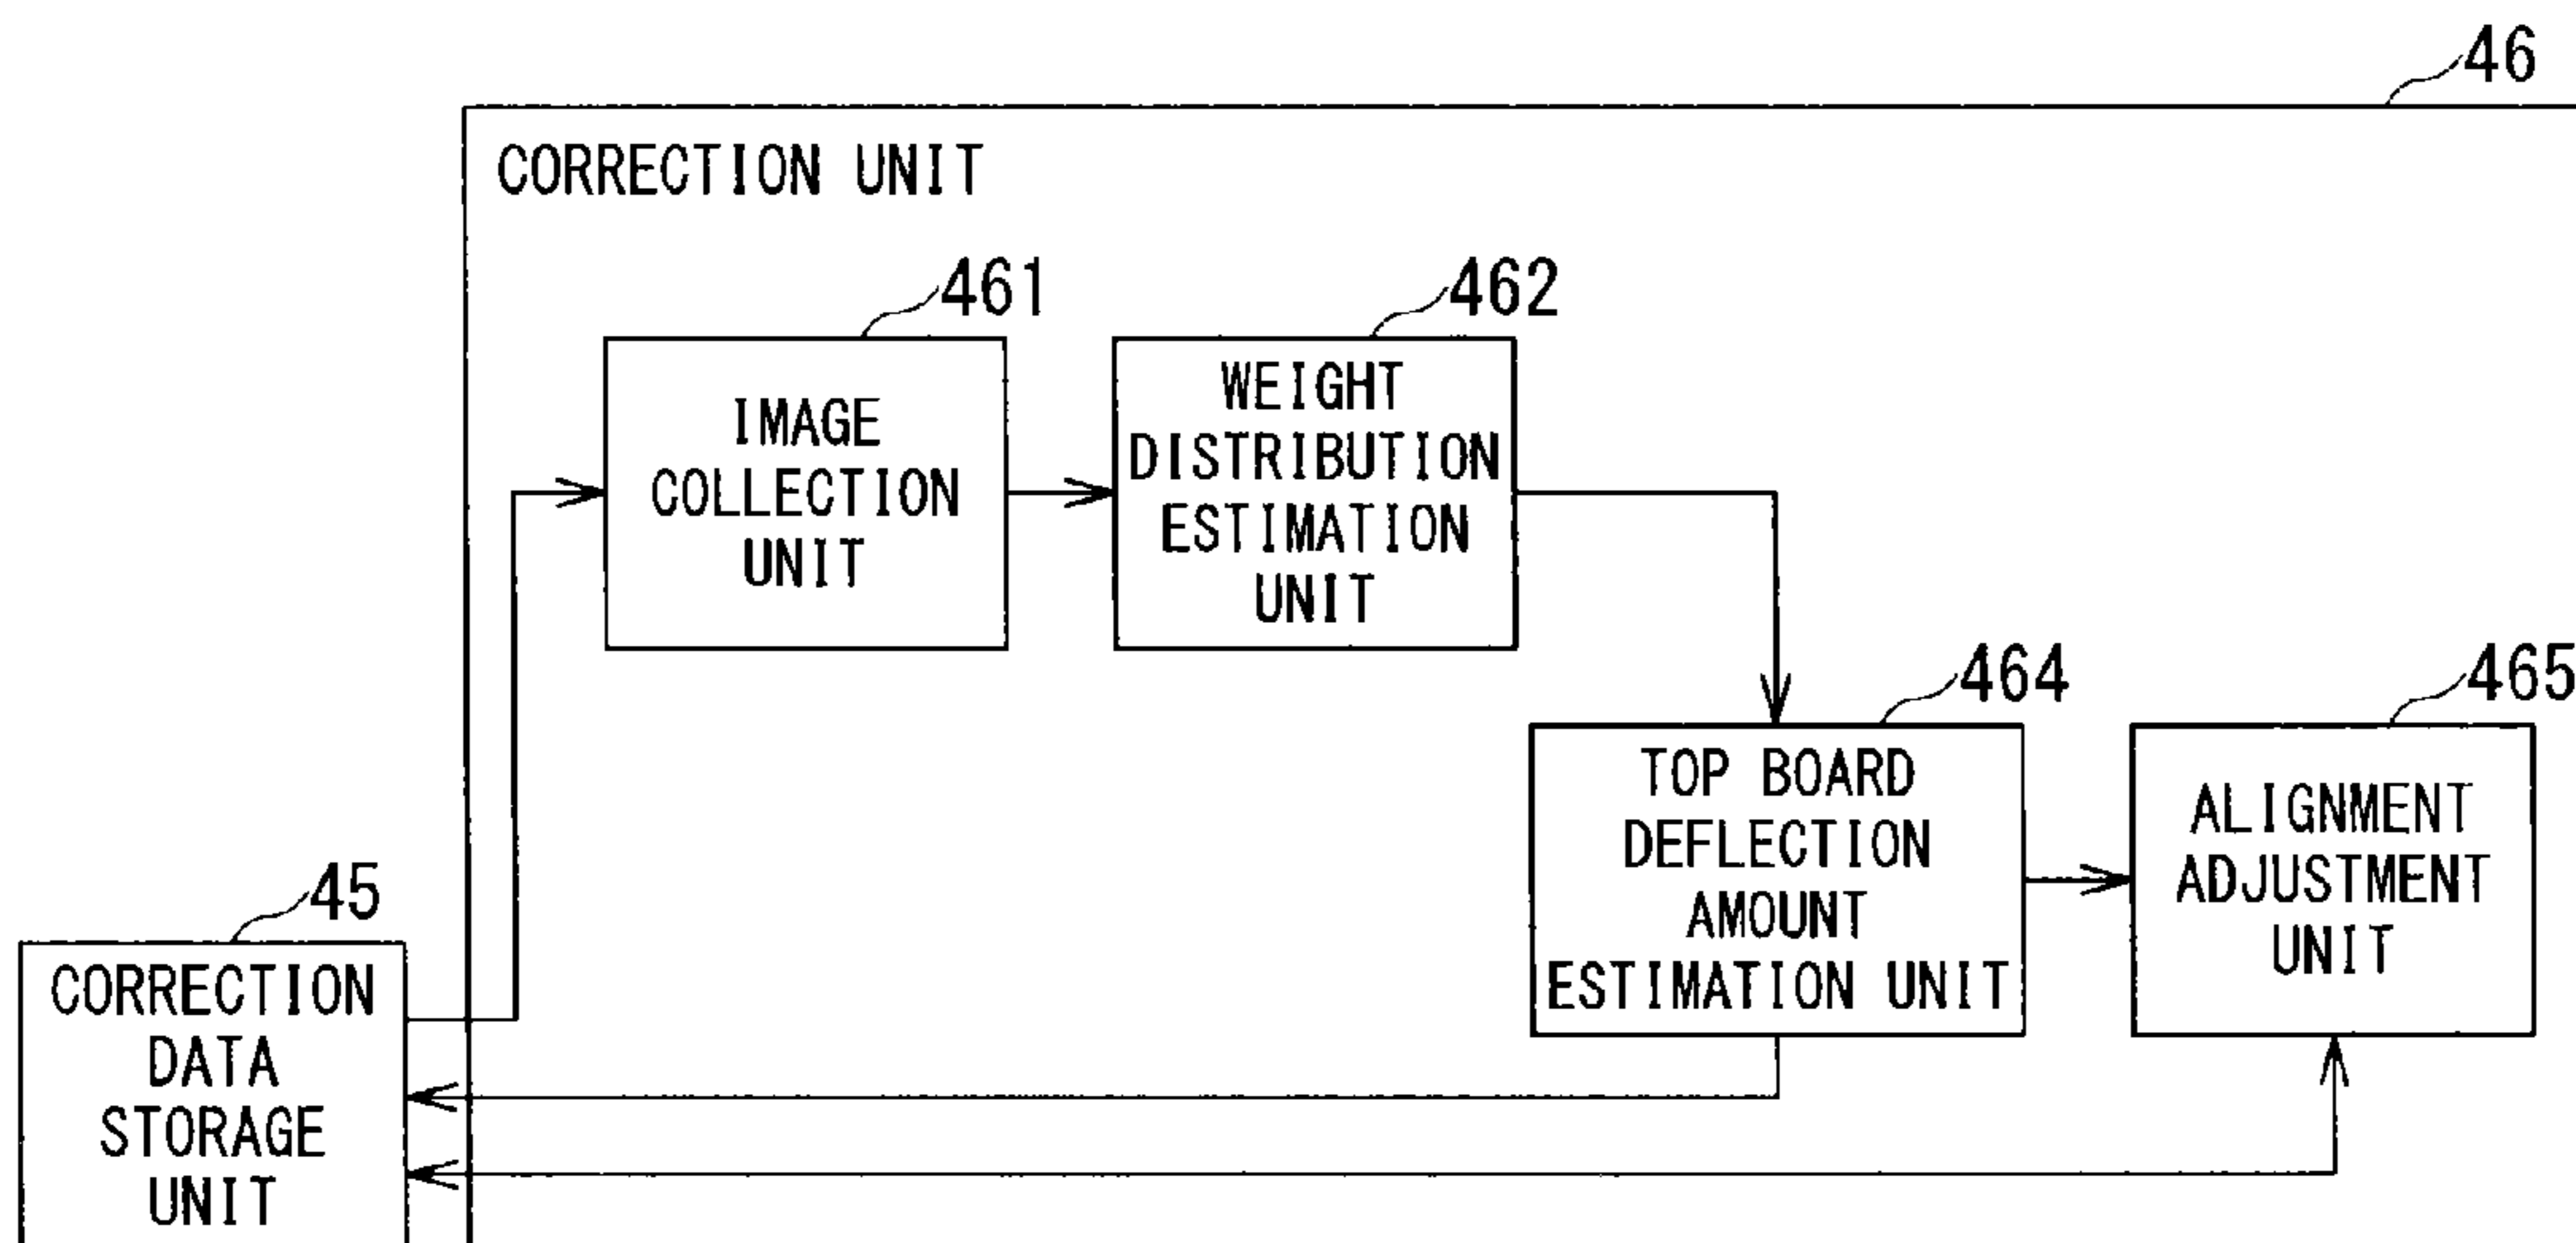 46
CORRECTION UNIT
461
462
IMAGE
COLLECTION
UNIT
WEIGHT
DISTRIBUTION
ESTIMATION
UNIT
464
465
TOP BOARD
DEFLECTION
AMOUNT
ESTIMATION UNIT
ALIGNMENT
ADJUSTMENT
UNIT
45
CORRECTION
DATA
STORAGE
UNIT